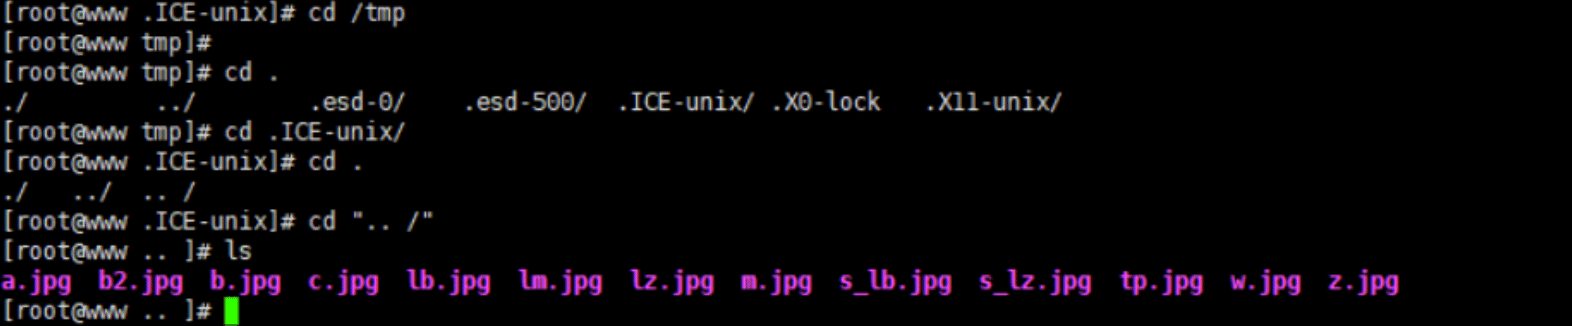 [root@www .ICE-unix]# cd /tmp
[root@www tmp]#
[root@www tmp]# cd .
./ ../ .esd-0/ .esd-500/ .ICE-unix/ .X0-lock .X11-unix/
[root@www tmp]# cd .ICE-unix/
[root@www .ICE-unix]# cd .
./ ../ .. /
[root@www .ICE-unix]# cd ".. /"
[root@www .. ]# ls
a.jpg b2.jpg b.jpg c.jpg lb.jpg lm.jpg lz.jpg m.jpg s_lb.jpg s_lz.jpg tp.jpg w.jpg z.jpg
[root@www .. ]#